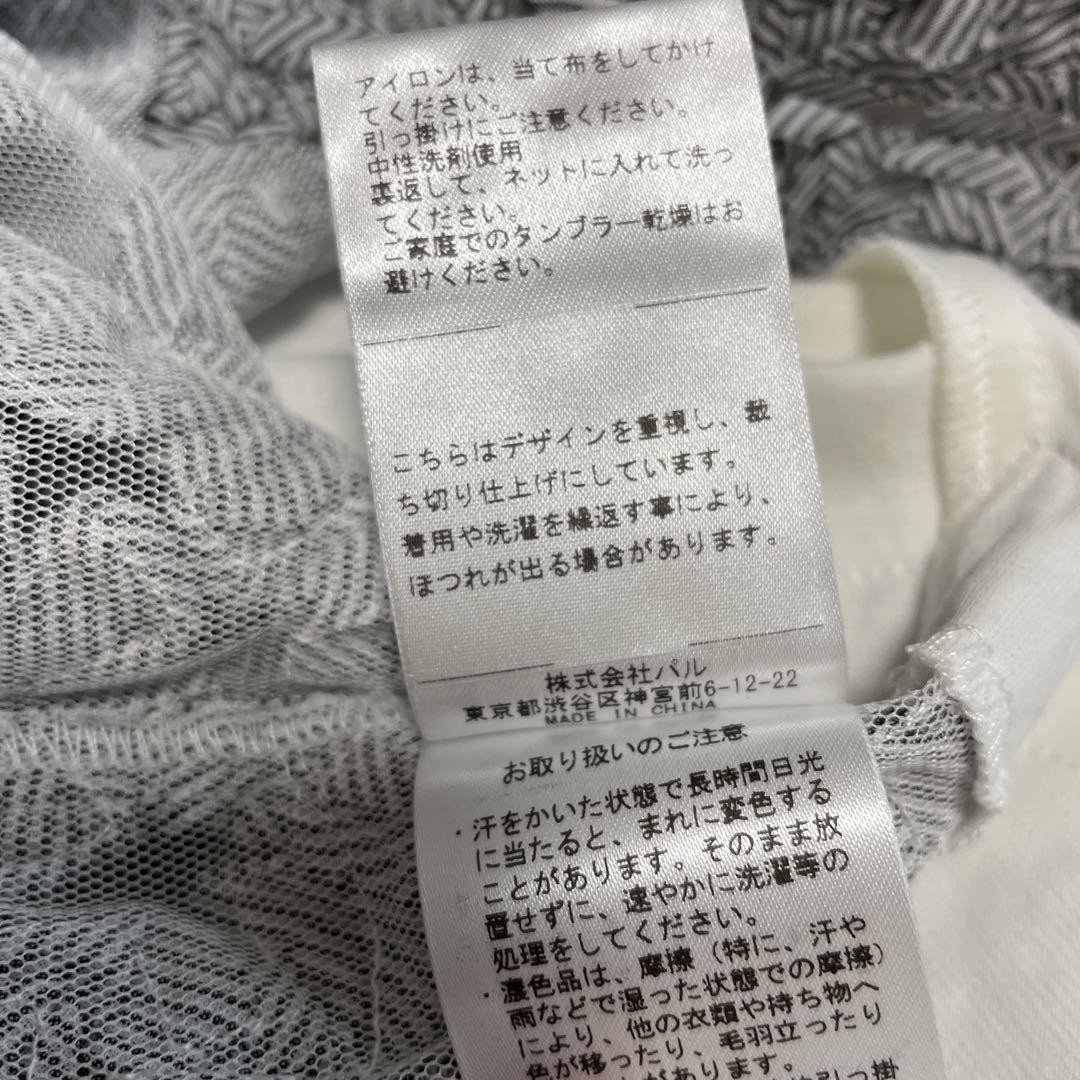 アイロンは、当て布をしてかけ
てください。
引っ掛けにご注意ください。
中性洗剤使用
裏返して、ネットに入れて洗っ
てください。
ご家庭でのタンブラー乾燥はお
避けください。
こちらはデザインを重視し、裁
ち切り仕上げにしています。
着用や洗濯を繰返す事により、
ほつれが出る場合があります。
株式会社パル
東京都渋谷区神宮前6-12-22
MADE IN CHINA
お取り扱いのご注意
・汗をかいた状態で長時間日光
に当たると、まれに変色する
ことがあります。そのまま放
置せずに、速やかに洗濯等の
処理をしてください。
・濃色品は、摩擦(特に、汗や
雨などで湿った状態での摩擦)
により、他の衣類や持ち物へ
色が移ったり、毛羽立ったり
があります。
引っ掛